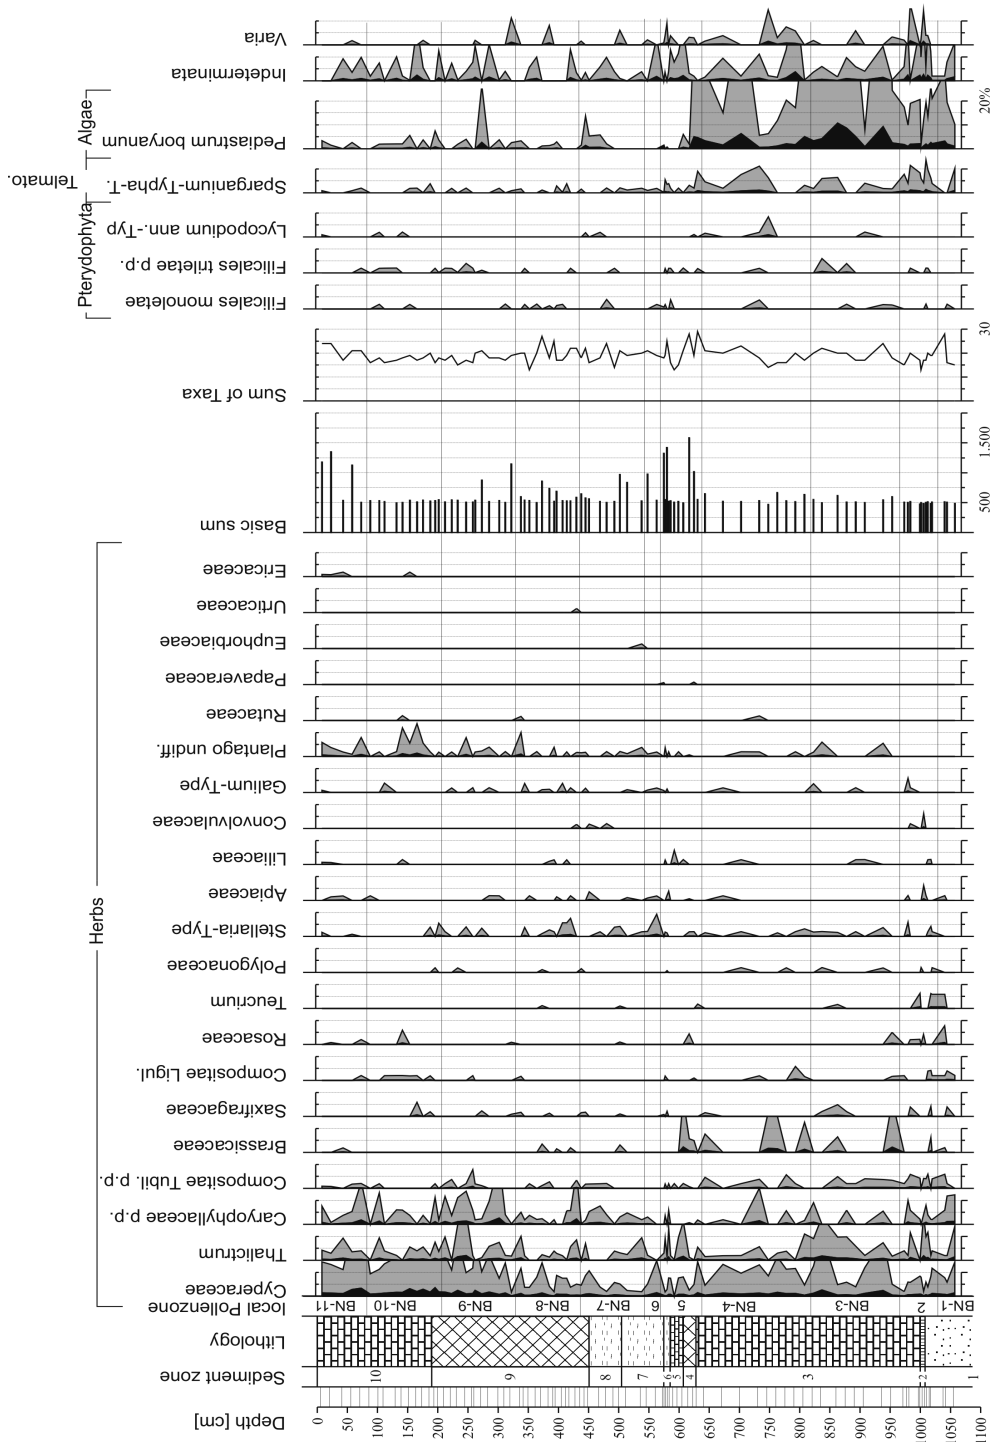 Varia
Indeterminata
Algae
20%
Pediastrum boryanum
Telmato.
Sparganium-Typha-T.
Pterydophyta
Lycopodium ann.-Typ
Filicales triletae p.p.
Filicales monoletae
30
Sum of Taxa
1.500
500
Basic sum
Herbs
Ericaceae
Urticaceae
Euphorbiaceae
Papaveraceae
Rutaceae
Plantago undiff.
Galium-Type
Convolvulaceae
Liliaceae
Apiaceae
Stellaria-Type
Polygonaceae
Teucrium
Rosaceae
Compositae Ligul.
Saxifragaceae
Brassicaceae
Compositae Tubil. p.p.
Caryophyllaceae p.p.
Thalictrum
Cyperaceae
local Pollenzone
BN-11 BN-10 BN-9 BN-8 BN-7 6 5 BN-4 BN-3 2 BN-1
Lithology
Sediment zone
10 9 8 7 6 5 4 3 2 1
Depth [cm]
0 50 100 150 200 250 300 350 400 450 500 550 600 650 700 750 800 850 900 950 1000 1050 1100